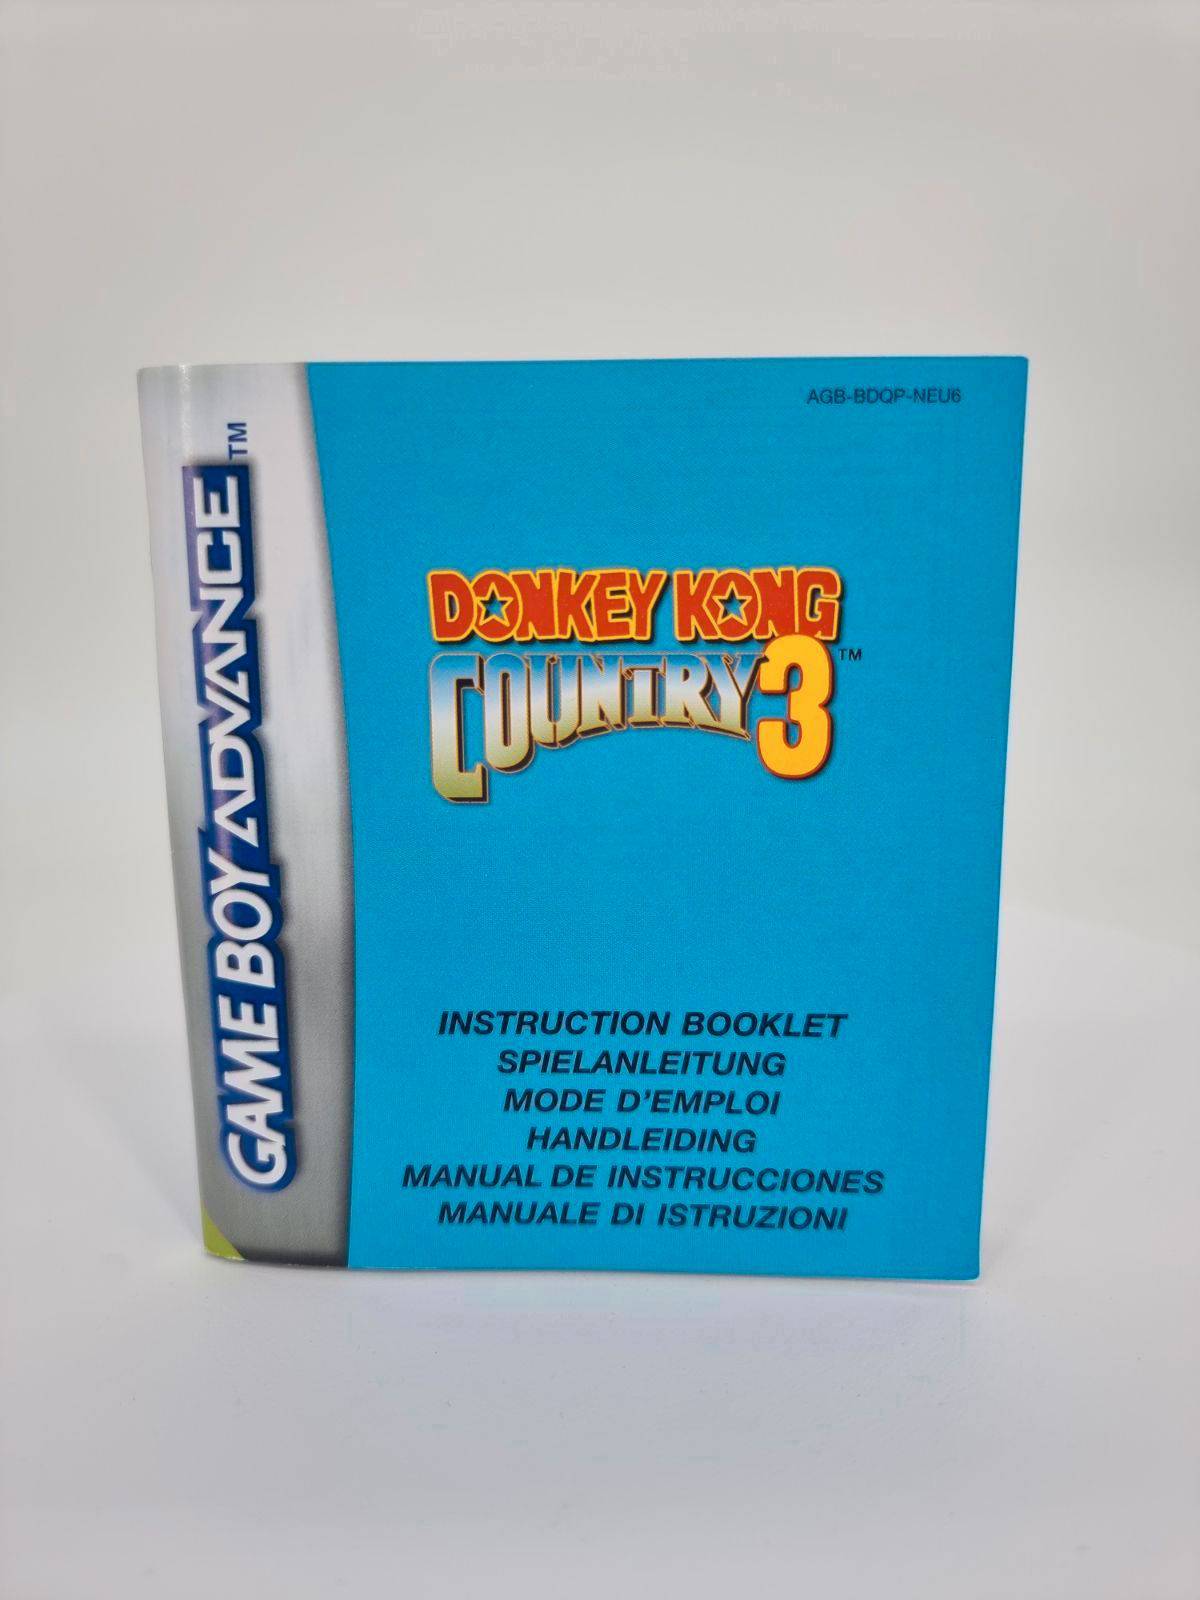 AGB-BDQP-NEU6
GAME BOY ADVANCE™
DONKEY KONG
COUNTRY 3™
INSTRUCTION BOOKLET
SPIELANLEITUNG
MODE D'EMPLOI
HANDLEIDING
MANUAL DE INSTRUCCIONES
MANUALE DI ISTRUZIONI